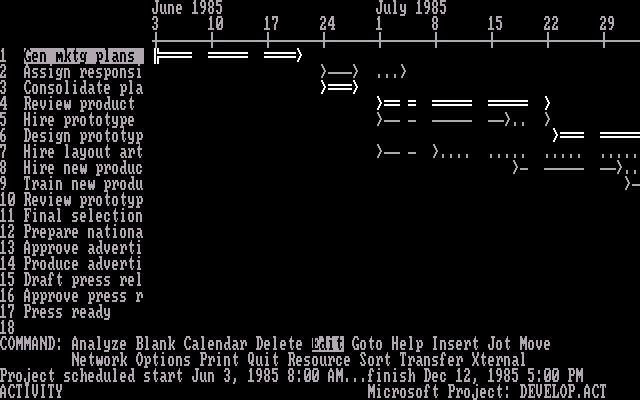 June 1985 July 1985
3 10 17 24 1 8 15 22 29
1 Gen mktg plans
2 Assign responsi
3 Consolidate pla
4 Review product
5 Hire prototype
6 Design prototyp
7 Hire layout art
8 Hire new produc
9 Train new produ
10 Review prototyp
11 Final selection
12 Prepare nationa
13 Approve adverti
14 Produce adverti
15 Draft press rel
16 Approve press r
17 Press ready
18
COMMAND: Analyze Blank Calendar Delete Edit Goto Help Insert Jot Move
Network Options Print Quit Resource Sort Transfer Xternal
Project scheduled start Jun 3, 1985 8:00 AM...finish Dec 12, 1985 5:00 PM
ACTIVITY Microsoft Project: DEVELOP.ACT